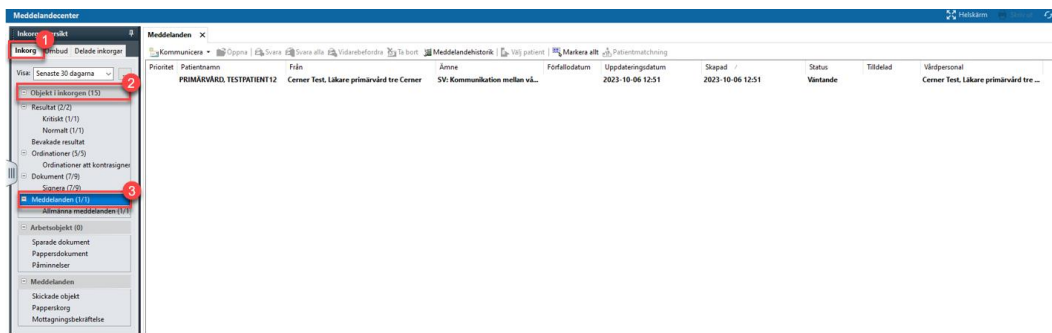 Meddelandecenter
Helskärm
Inkorg
1
Inkorg Ombud Delade inkorgar
Visa: Senaste 30 dagarna
2
Objekt i inkorgen (15)
Resultat (2/2)
Kritiskt (1/1)
Normalt (1/1)
Bevakade resultat
Ordinationer (5/5)
Ordinationer att kontrasigner
Dokument (7/9)
Signera (7/9)
3
Meddelanden (1/1)
Allmänna meddelanden (1/1
Arbetsobjekt (0)
Sparade dokument
Pappersdokument
Påminnelser
Meddelanden
Skickade objekt
Papperskorg
Mottagningsbekräftelse
Meddelanden ×
Kommunicera Öppna Svara Svara alla Vidarebefordra Ta bort Meddelandehistorik Välj patient Markera allt Patientmatchning
Prioritet Patientnamn Från Ämne Förfallodatum Uppdateringsdatum Skapad Status Tilldelad Vårdpersonal
PRIMÄRVÅRD, TESTPATIENT12 Cerner Test, Läkare primärvård tre Cerner SV: Kommunikation mellan vå... 2023-10-06 12:51 2023-10-06 12:51 Väntande Cerner Test, Läkare primärvård tre ...